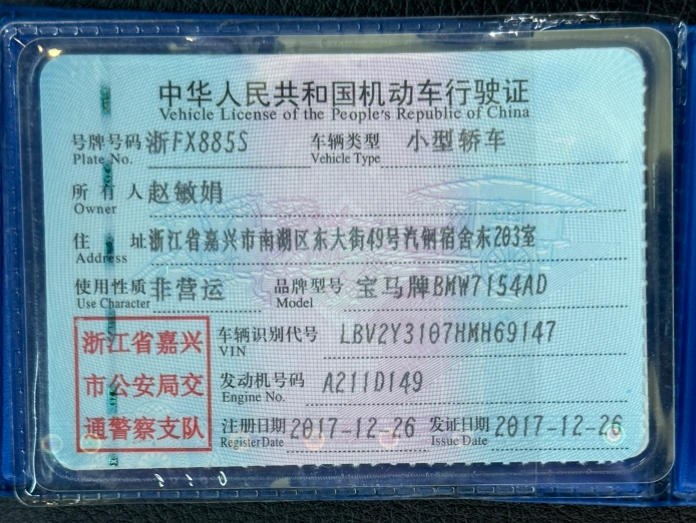 中华人民共和国机动车行驶证
Vehicle License of the People's Republic of China
号牌号码 浙FX885S 车辆类型 小型轿车
Plate No. Vehicle Type
所有人 赵敏娟
Owner
住址 浙江省嘉兴市南湖区东大街49号汽钢宿舍东203室
Address
使用性质 非营运 品牌型号 宝马牌BMW7154AD
Use Character Model
浙江省嘉兴
市公安局交
通警察支队
车辆识别代号 LBV2Y3107HMH69147
VIN
发动机号码 A211D149
Engine No.
注册日期 2017-12-26 发证日期 2017-12-26
Register Date Issue Date